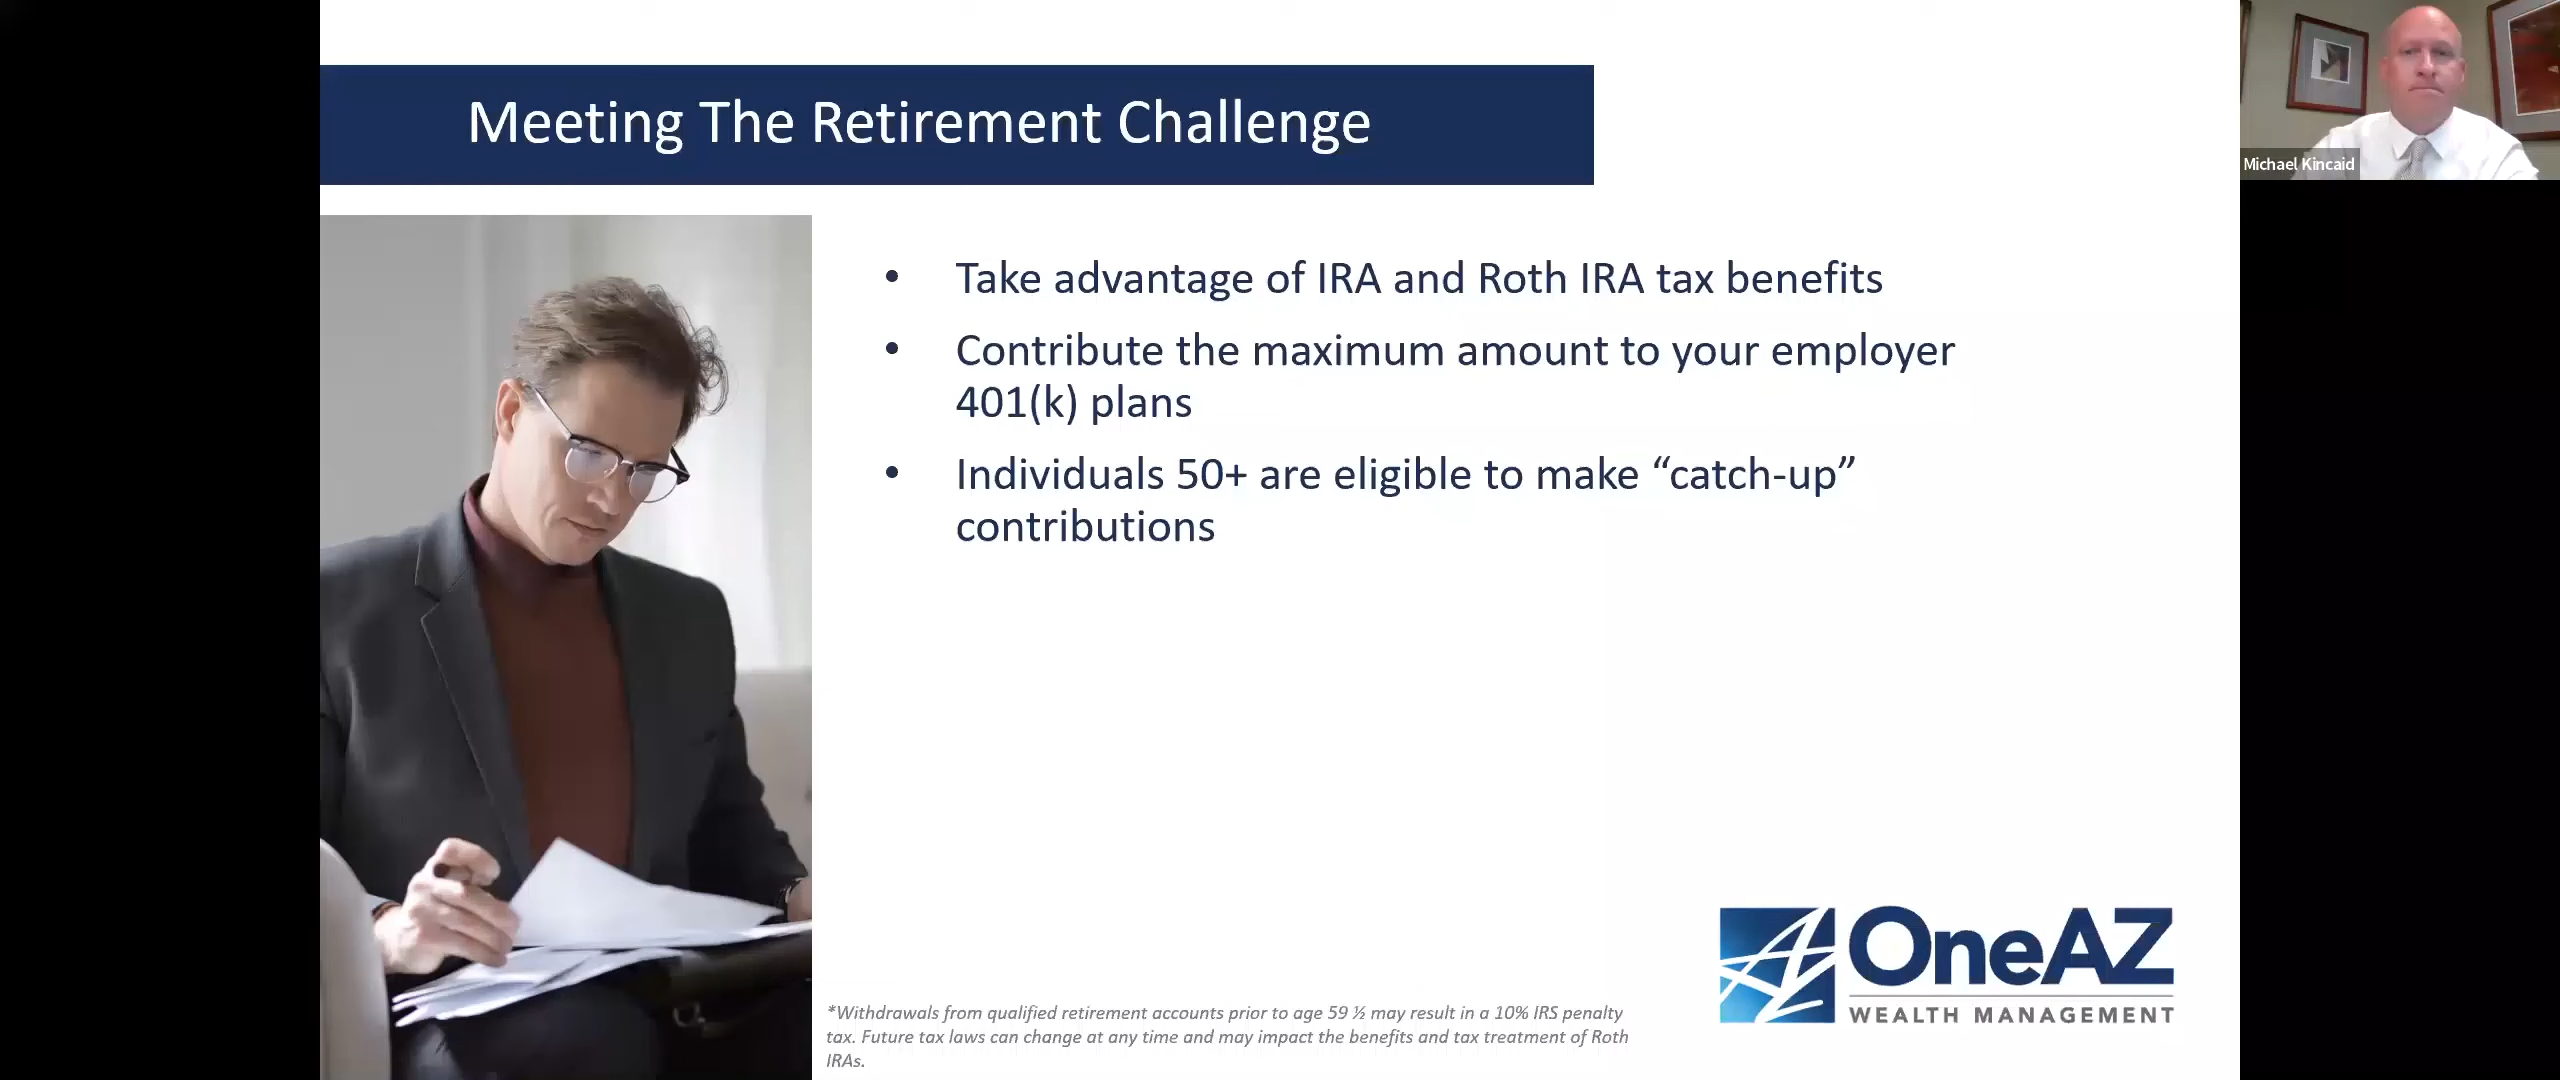 Meeting The Retirement Challenge
Michael Kincaid
• Take advantage of IRA and Roth IRA tax benefits
• Contribute the maximum amount to your employer
401(k) plans
• Individuals 50+ are eligible to make “catch-up”
contributions
OneAZ
WEALTH MANAGEMENT
*Withdrawals from qualified retirement accounts prior to age 59 ½ may result in a 10% IRS penalty
tax. Future tax laws can change at any time and may impact the benefits and tax treatment of Roth
IRAs.